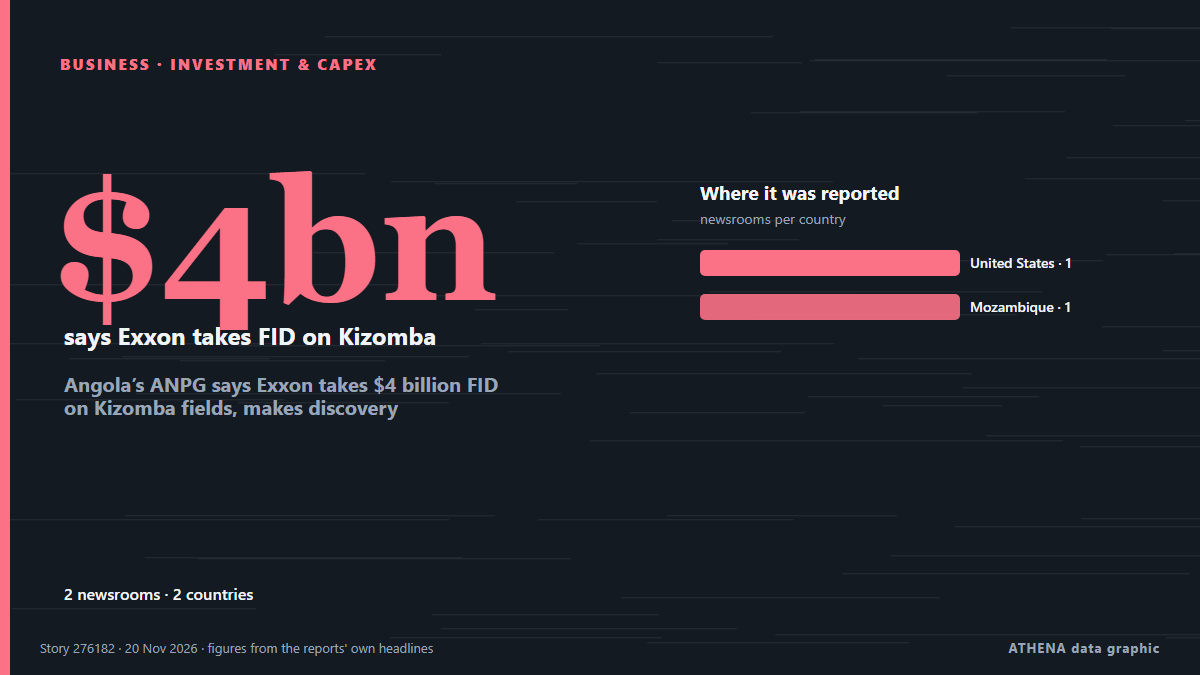 BUSINESS · INVESTMENT & CAPEX
$4bn
says Exxon takes FID on Kizomba
Angola’s ANPG says Exxon takes $4 billion FID
on Kizomba fields, makes discovery
Where it was reported
newsrooms per country
United States · 1
Mozambique · 1
2 newsrooms · 2 countries
Story 276182 · 20 Nov 2026 · figures from the reports' own headlines
ATHENA data graphic